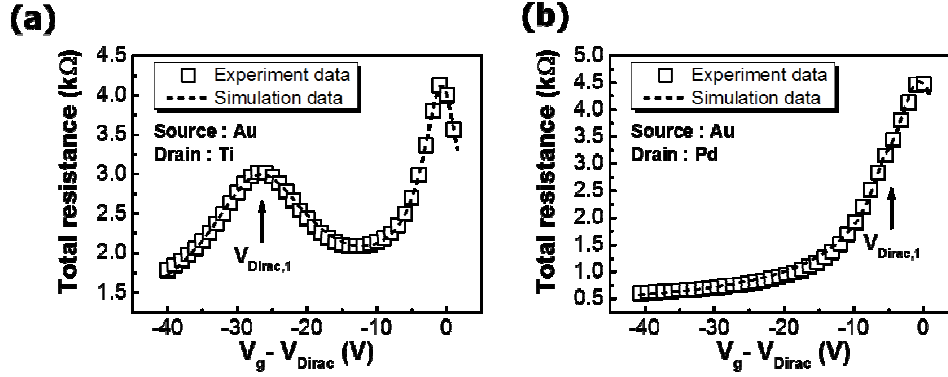 (a)
Total resistance (kΩ)
4.5
4.0
3.5
3.0
2.5
2.0
1.5
Experiment data
Simulation data
Source : Au
Drain : Ti
V_Dirac,1
-40 -30 -20 -10 0
V_g - V_Dirac (V)
(b)
Total resistance (kΩ)
5.0
4.5
4.0
3.5
3.0
2.5
2.0
1.5
1.0
0.5
Experiment data
Simulation data
Source : Au
Drain : Pd
V_Dirac,1
-40 -30 -20 -10 0
V_g - V_Dirac (V)